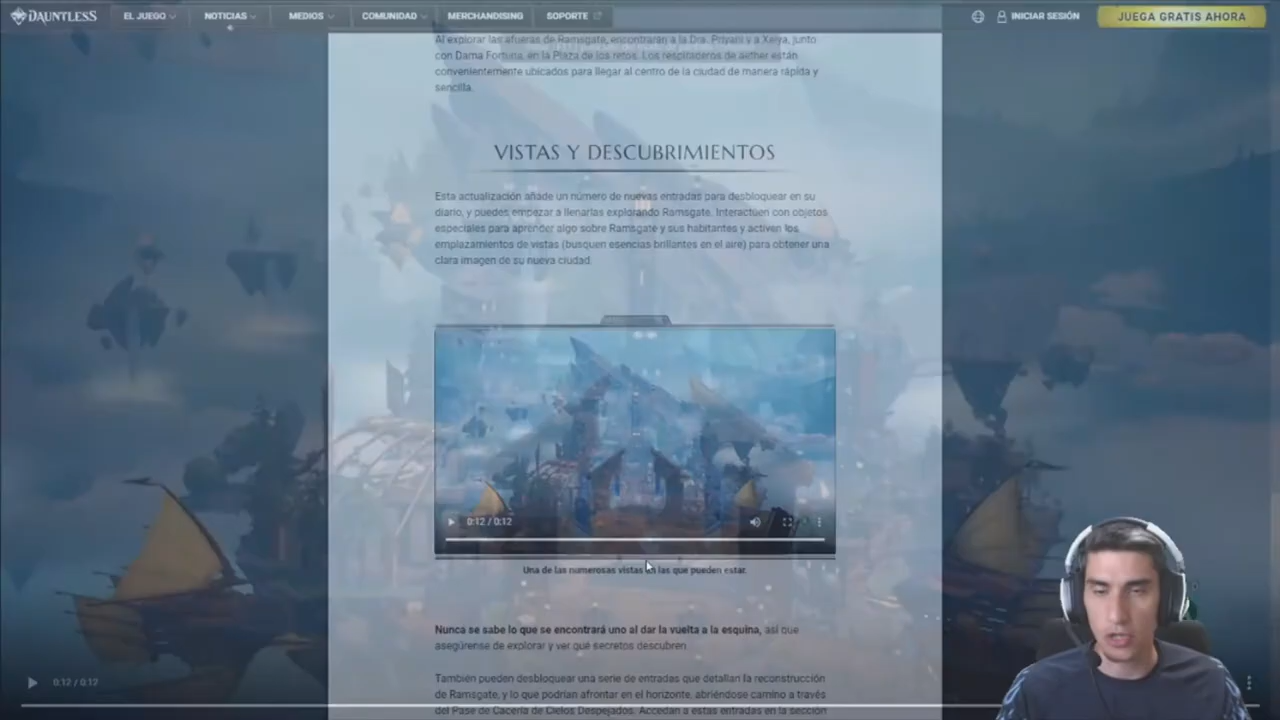 DAUNTLESS EL JUEGO NOTICIAS MEDIOS COMUNIDAD MERCHANDISING SOPORTE INICIAR SESIÓN JUEGA GRATIS AHORA
Al explorar las afueras de Ramsgate, encontrarán a la Dra. Priyani y a Xelya, junto
con Dama Fortuna, en la Plaza de los retos. Los respiraderos de aether están
convenientemente ubicados para llegar al centro de la ciudad de manera rápida y
sencilla.
VISTAS Y DESCUBRIMIENTOS
Esta actualización añade un número de nuevas entradas para desbloquear en su
diario, y puedes empezar a llenarlas explorando Ramsgate. Interactúen con objetos
especiales para aprender algo sobre Ramsgate y sus habitantes y activen los
emplazamientos de vistas (busquen esencias brillantes en el aire) para obtener una
clara imagen de su nueva ciudad.
0:12 / 0:12
Una de las numerosas vistas en las que pueden estar.
Nunca se sabe lo que se encontrará uno al dar la vuelta a la esquina, así que
asegúrense de explorar y ver qué secretos descubren.
También pueden desbloquear una serie de entradas que detallan la reconstrucción
0:12 / 0:12
de Ramsgate, y lo que podrían afrontar en el horizonte, abriéndose camino a través
del Pase de Cacería de Cielos Despejados. Accedan a estas entradas en la sección